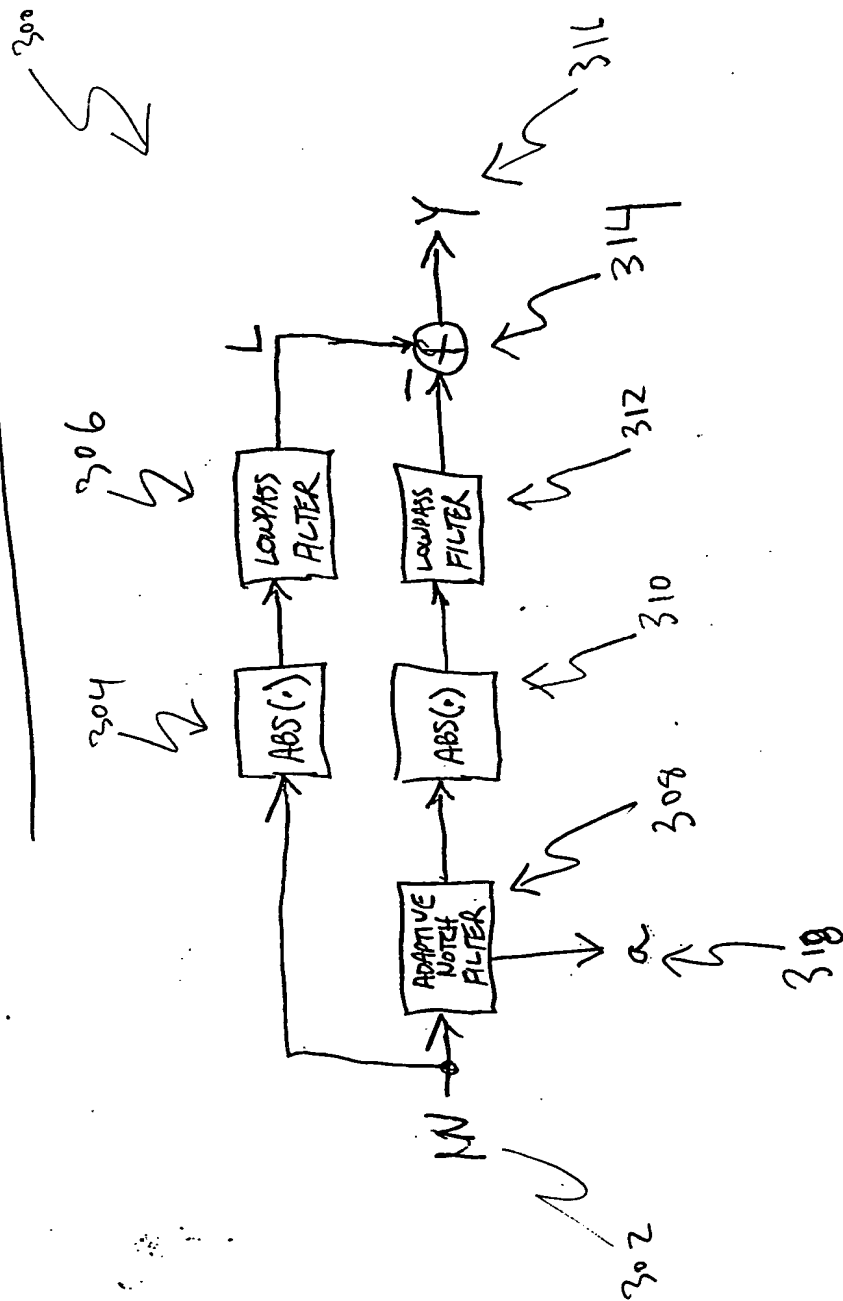 300
304
306
ABS(·)
LOWPASS
FILTER
L
IN
ADAPTIVE
NOTCH
FILTER
ABS(·)
LOWPASS
FILTER
−
+
Y
302
a
318
308
310
312
314
316